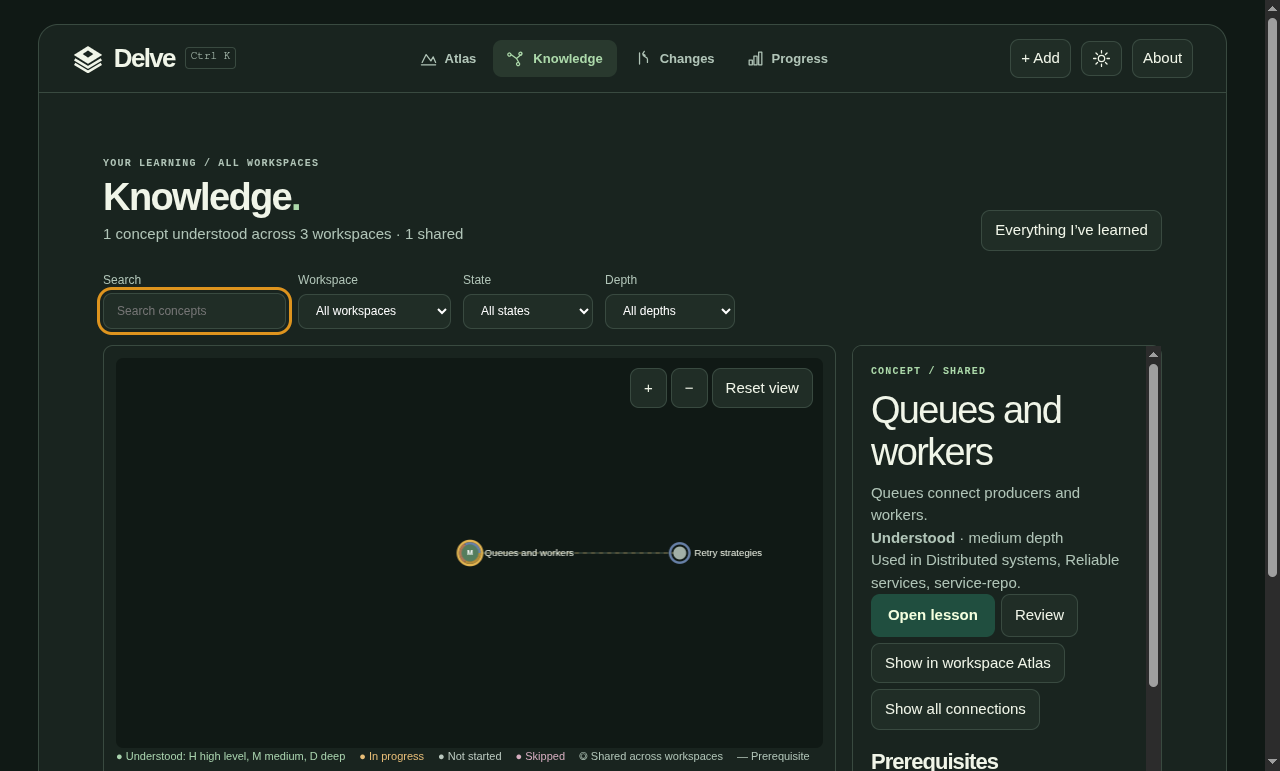 Delve
Ctrl K
Atlas
Knowledge
Changes
Progress
+ Add
About
YOUR LEARNING / ALL WORKSPACES
Knowledge.
1 concept understood across 3 workspaces · 1 shared
Everything I've learned
Search
Workspace
State
Depth
Search concepts
All workspaces
All states
All depths
+
−
Reset view
M
Queues and workers
Retry strategies
● Understood: H high level, M medium, D deep
● In progress
● Not started
● Skipped
◎ Shared across workspaces
— Prerequisite
CONCEPT / SHARED
Queues and
workers
Queues connect producers and
workers.
Understood · medium depth
Used in Distributed systems, Reliable
services, service-repo.
Open lesson
Review
Show in workspace Atlas
Show all connections
Prerequisites